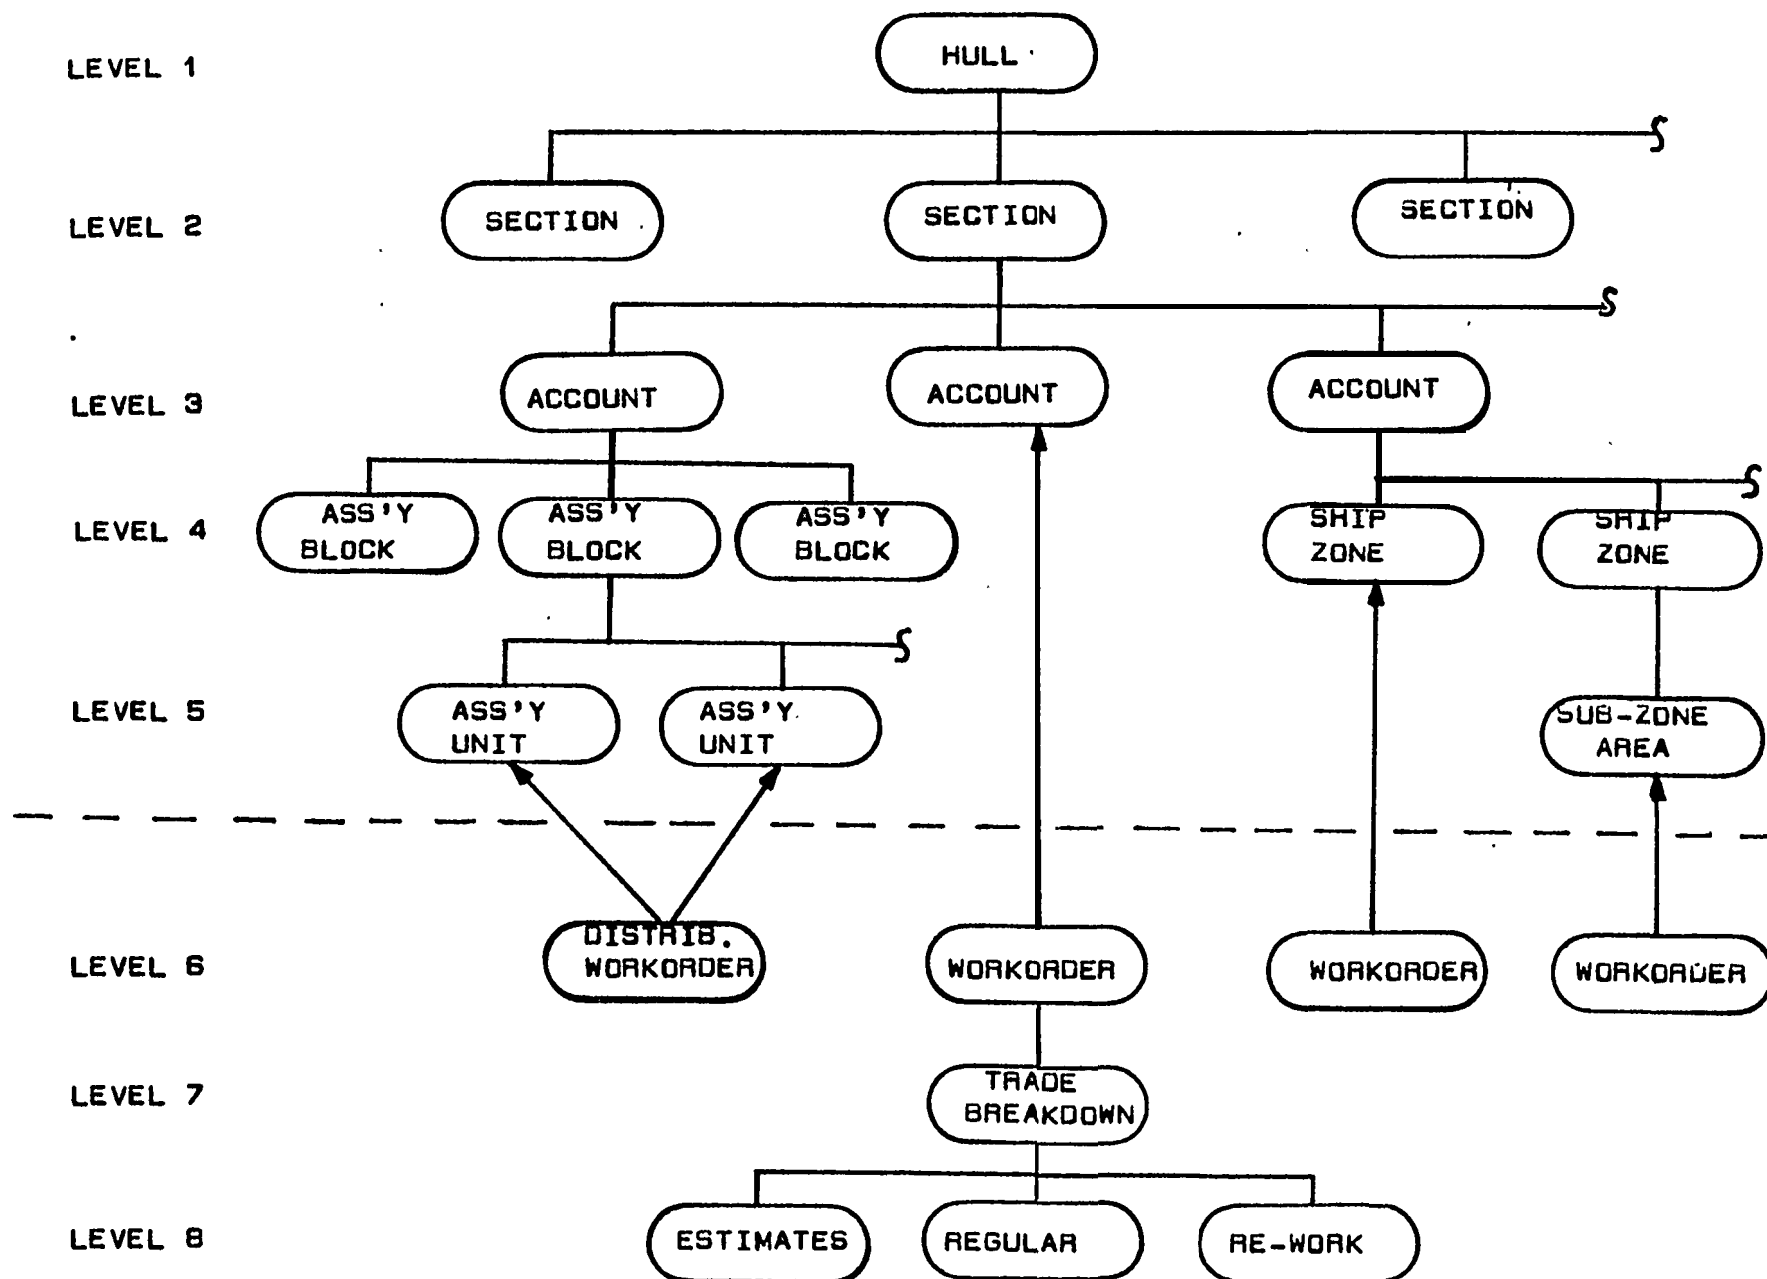 LEVEL 1
HULL
LEVEL 2
SECTION
SECTION
SECTION
LEVEL 3
ACCOUNT
ACCOUNT
ACCOUNT
LEVEL 4
ASS'Y
BLOCK
ASS'Y
BLOCK
ASS'Y
BLOCK
SHIP
ZONE
SHIP
ZONE
LEVEL 5
ASS'Y
UNIT
ASS'Y
UNIT
SUB-ZONE
AREA
LEVEL 6
DISTRIB.
WORKORDER
WORKORDER
WORKORDER
WORKORDER
LEVEL 7
TRADE
BREAKDOWN
LEVEL 8
ESTIMATES
REGULAR
RE-WORK